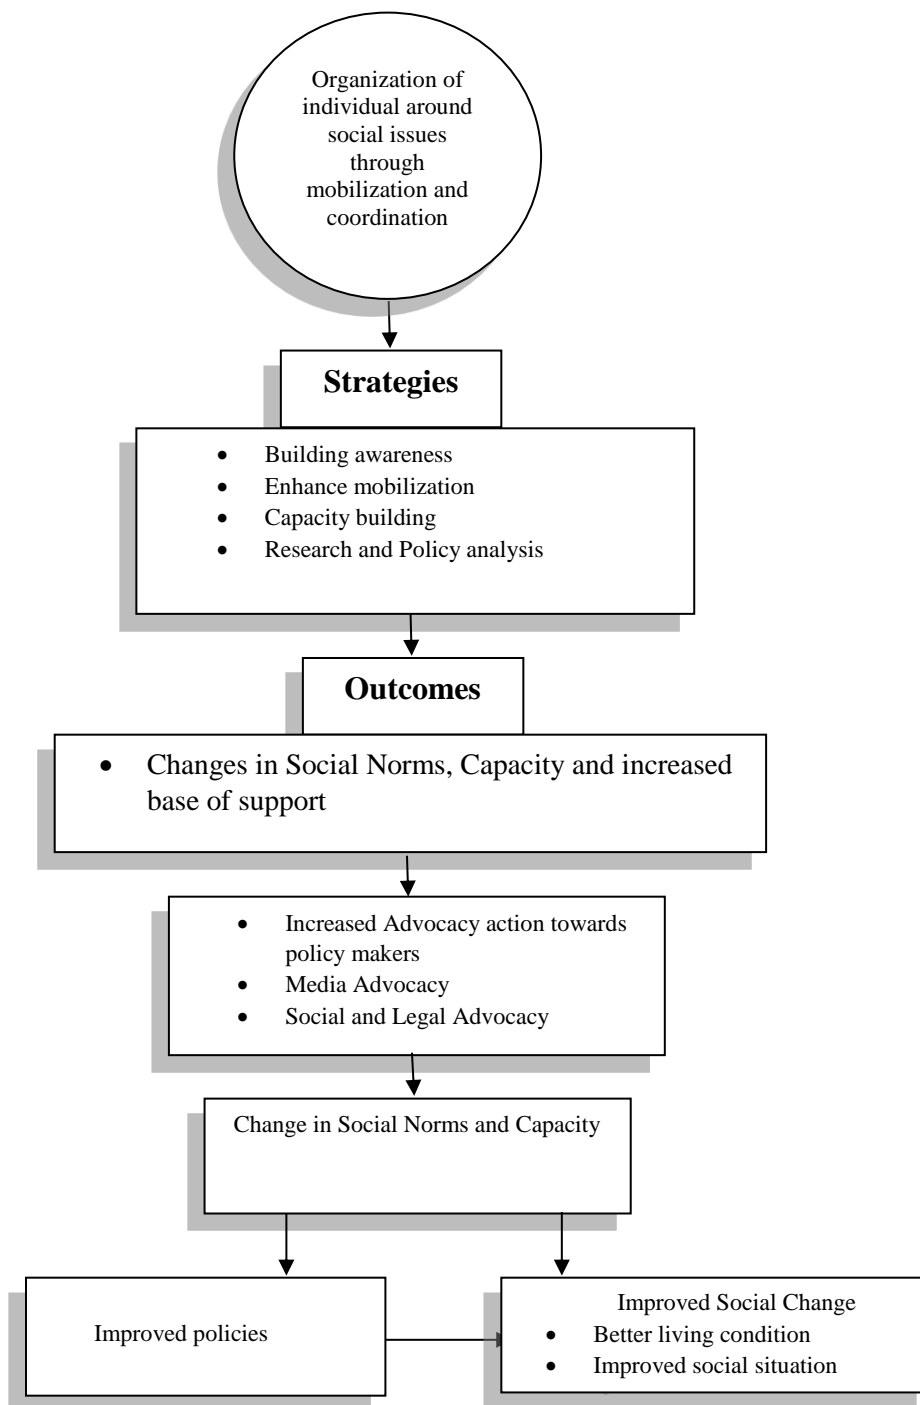 Organization of
individual around
social issues
through
mobilization and
coordination
Strategies
• Building awareness
• Enhance mobilization
• Capacity building
• Research and Policy analysis
Outcomes
• Changes in Social Norms, Capacity and increased
base of support
• Increased Advocacy action towards
policy makers
• Media Advocacy
• Social and Legal Advocacy
Change in Social Norms and Capacity
Improved policies
Improved Social Change
• Better living condition
• Improved social situation